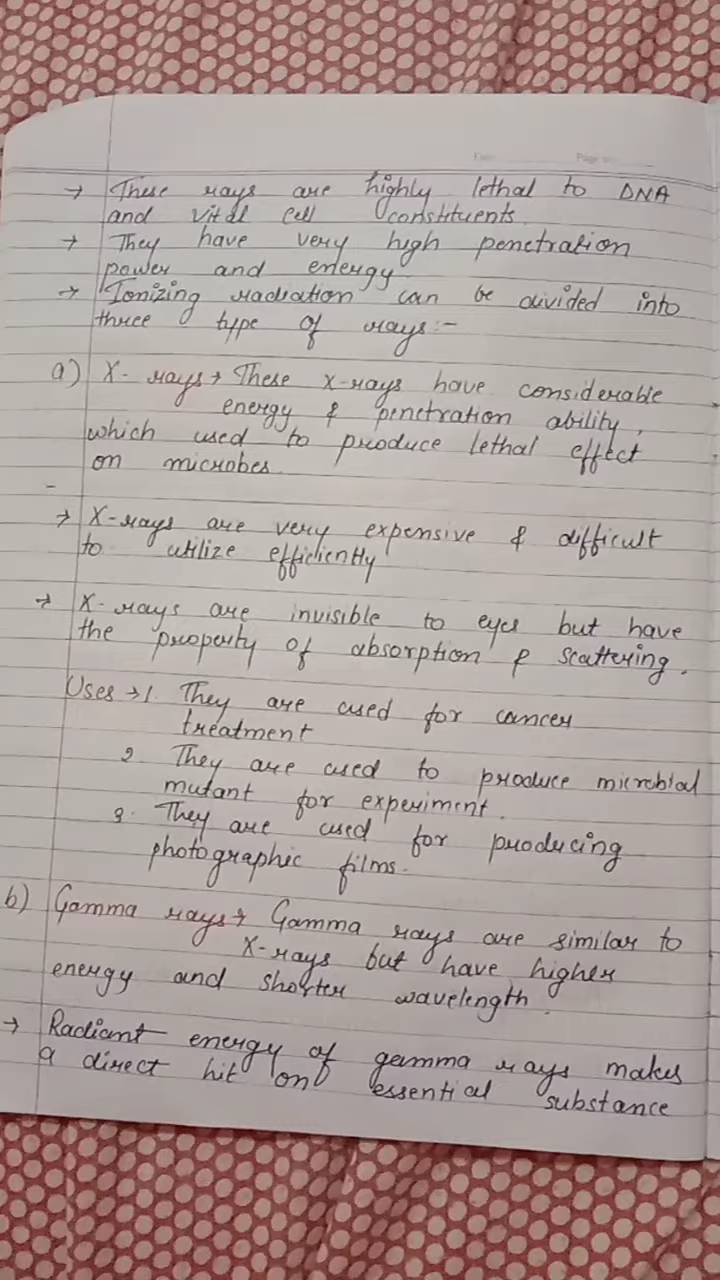 → These rays are highly lethal to DNA
and vital cell constituents.
→ They have very high penetration
power and energy
→ Ionizing radiation can be divided into
three type of rays:-
a) X-rays → These x-rays have considerable
energy & penetration ability,
which used to produce lethal effect
on microbes.
→ X-rays are very expensive & difficult
to utilize efficiently
→ X-rays are invisible to eyes but have
the property of absorption & scattering.
Uses → 1. They are used for cancer
treatment
2. They are used to produce microbial
mutant for experiment.
3. They are used for producing
photographic films.
b) Gamma rays → Gamma rays are similar to
X-rays but have higher
energy and shorter wavelength.
→ Radiant energy of gamma rays makes
a direct hit on essential substance